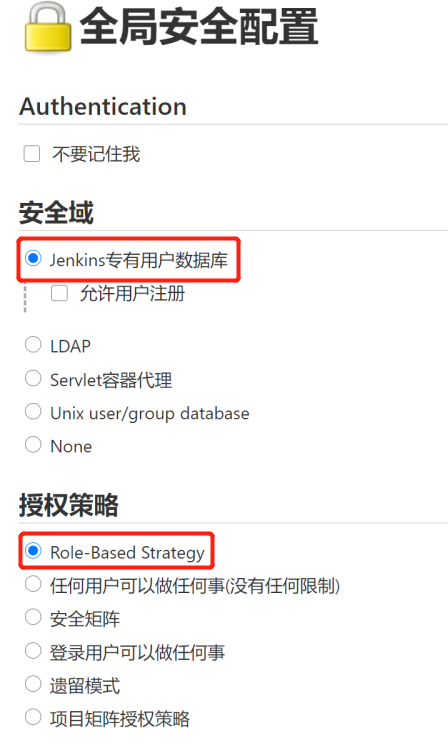 全局安全配置
Authentication
不要记住我
安全域
Jenkins专有用户数据库
允许用户注册
LDAP
Servlet容器代理
Unix user/group database
None
授权策略
Role-Based Strategy
任何用户可以做任何事(没有任何限制)
安全矩阵
登录用户可以做任何事
遗留模式
项目矩阵授权策略